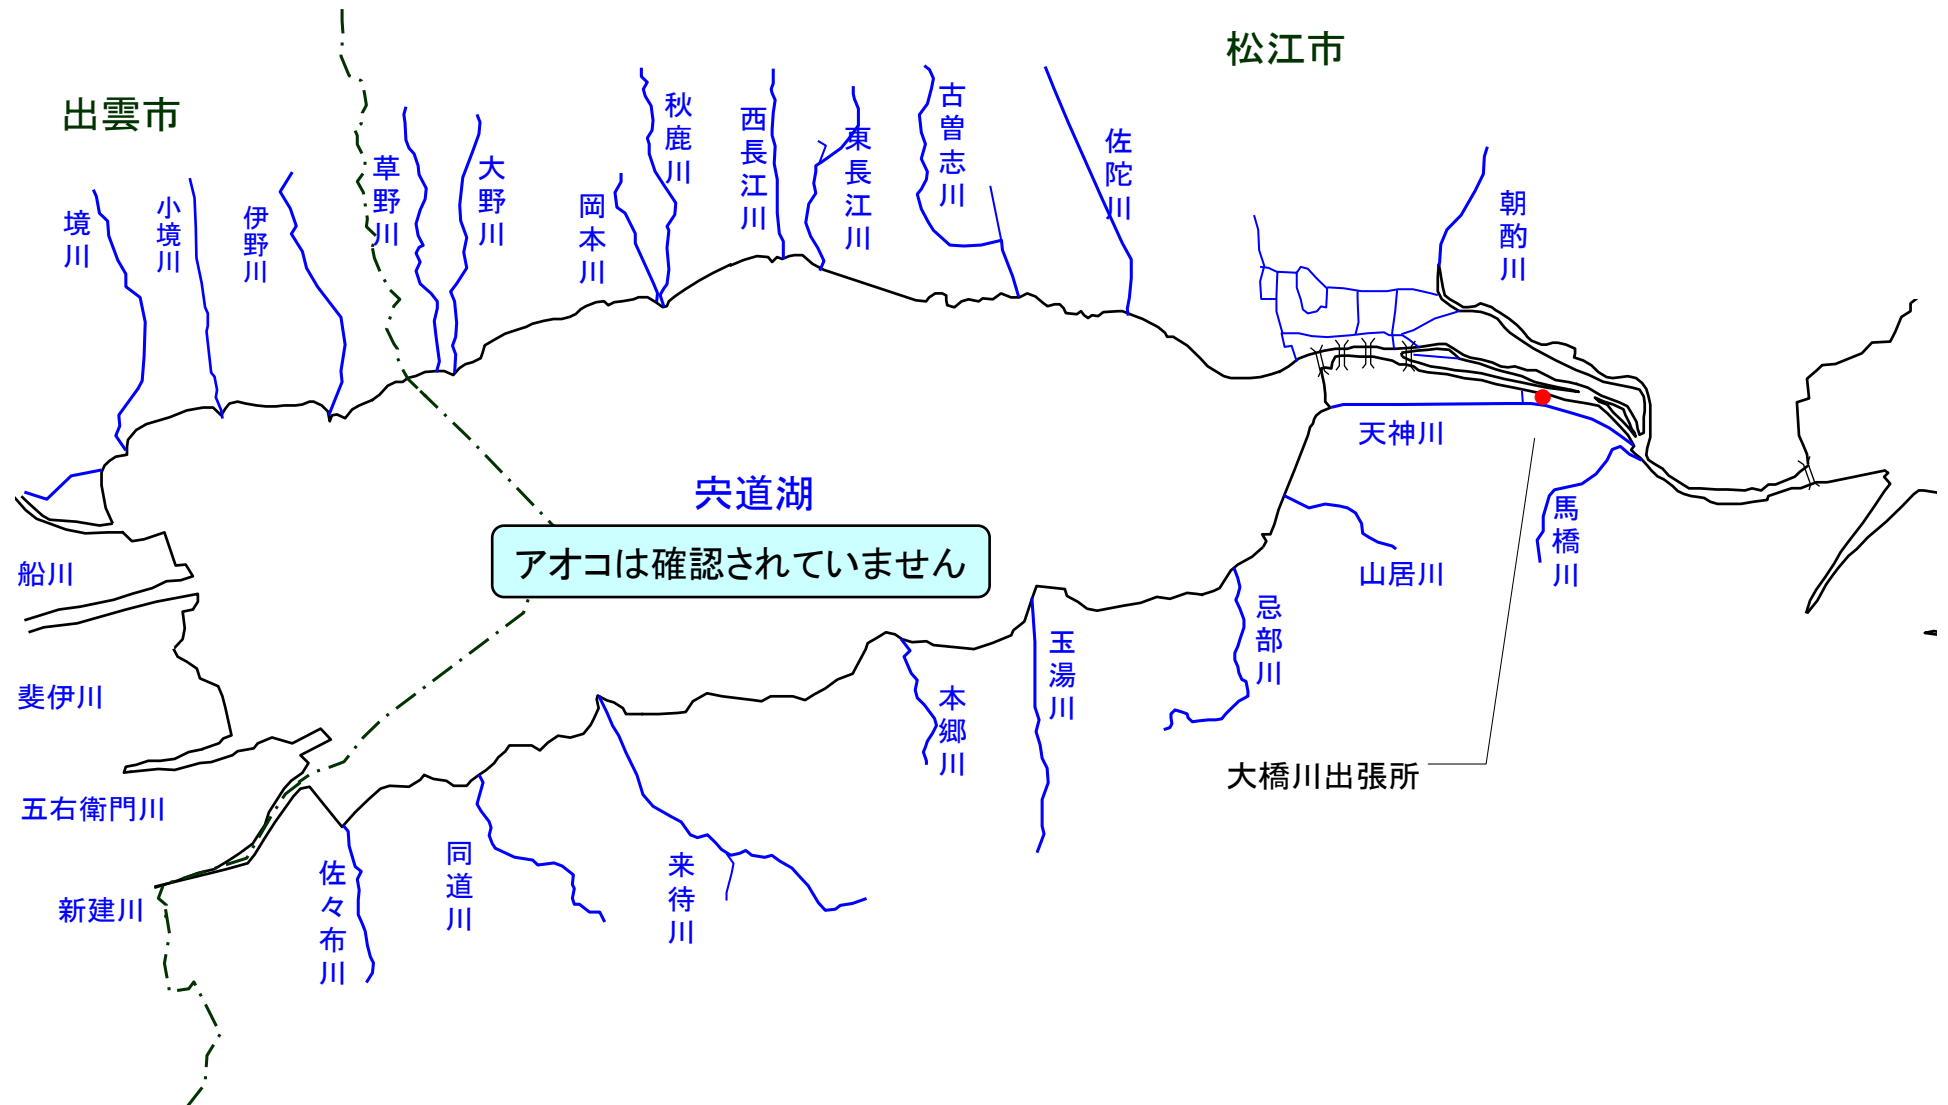 松江市
出雲市
境川
小境川
伊野川
草野川
大野川
岡本川
秋鹿川
西長江川
東長江川
古曽志川
佐陀川
朝酌川
宍道湖
アオコは確認されていません
天神川
山居川
馬橋川
船川
斐伊川
五右衛門川
新建川
佐々布川
同道川
来待川
本郷川
玉湯川
忌部川
大橋川出張所